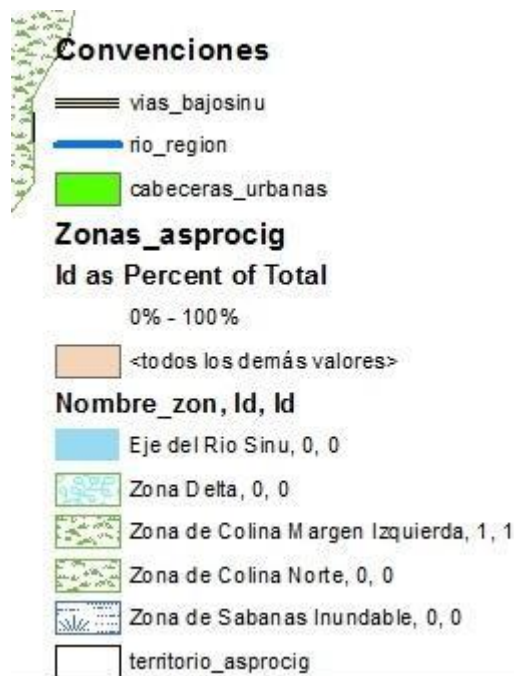 Convenciones
vias_bajosinu
rio_region
cabeceras_urbanas
Zonas_asprocig
Id as Percent of Total
0% - 100%
<todos los demás valores>
Nombre_zon, Id, Id
Eje del Rio Sinu, 0, 0
Zona Delta, 0, 0
Zona de Colina Margen Izquierda, 1, 1
Zona de Colina Norte, 0, 0
Zona de Sabanas Inundable, 0, 0
territorio_asprocig